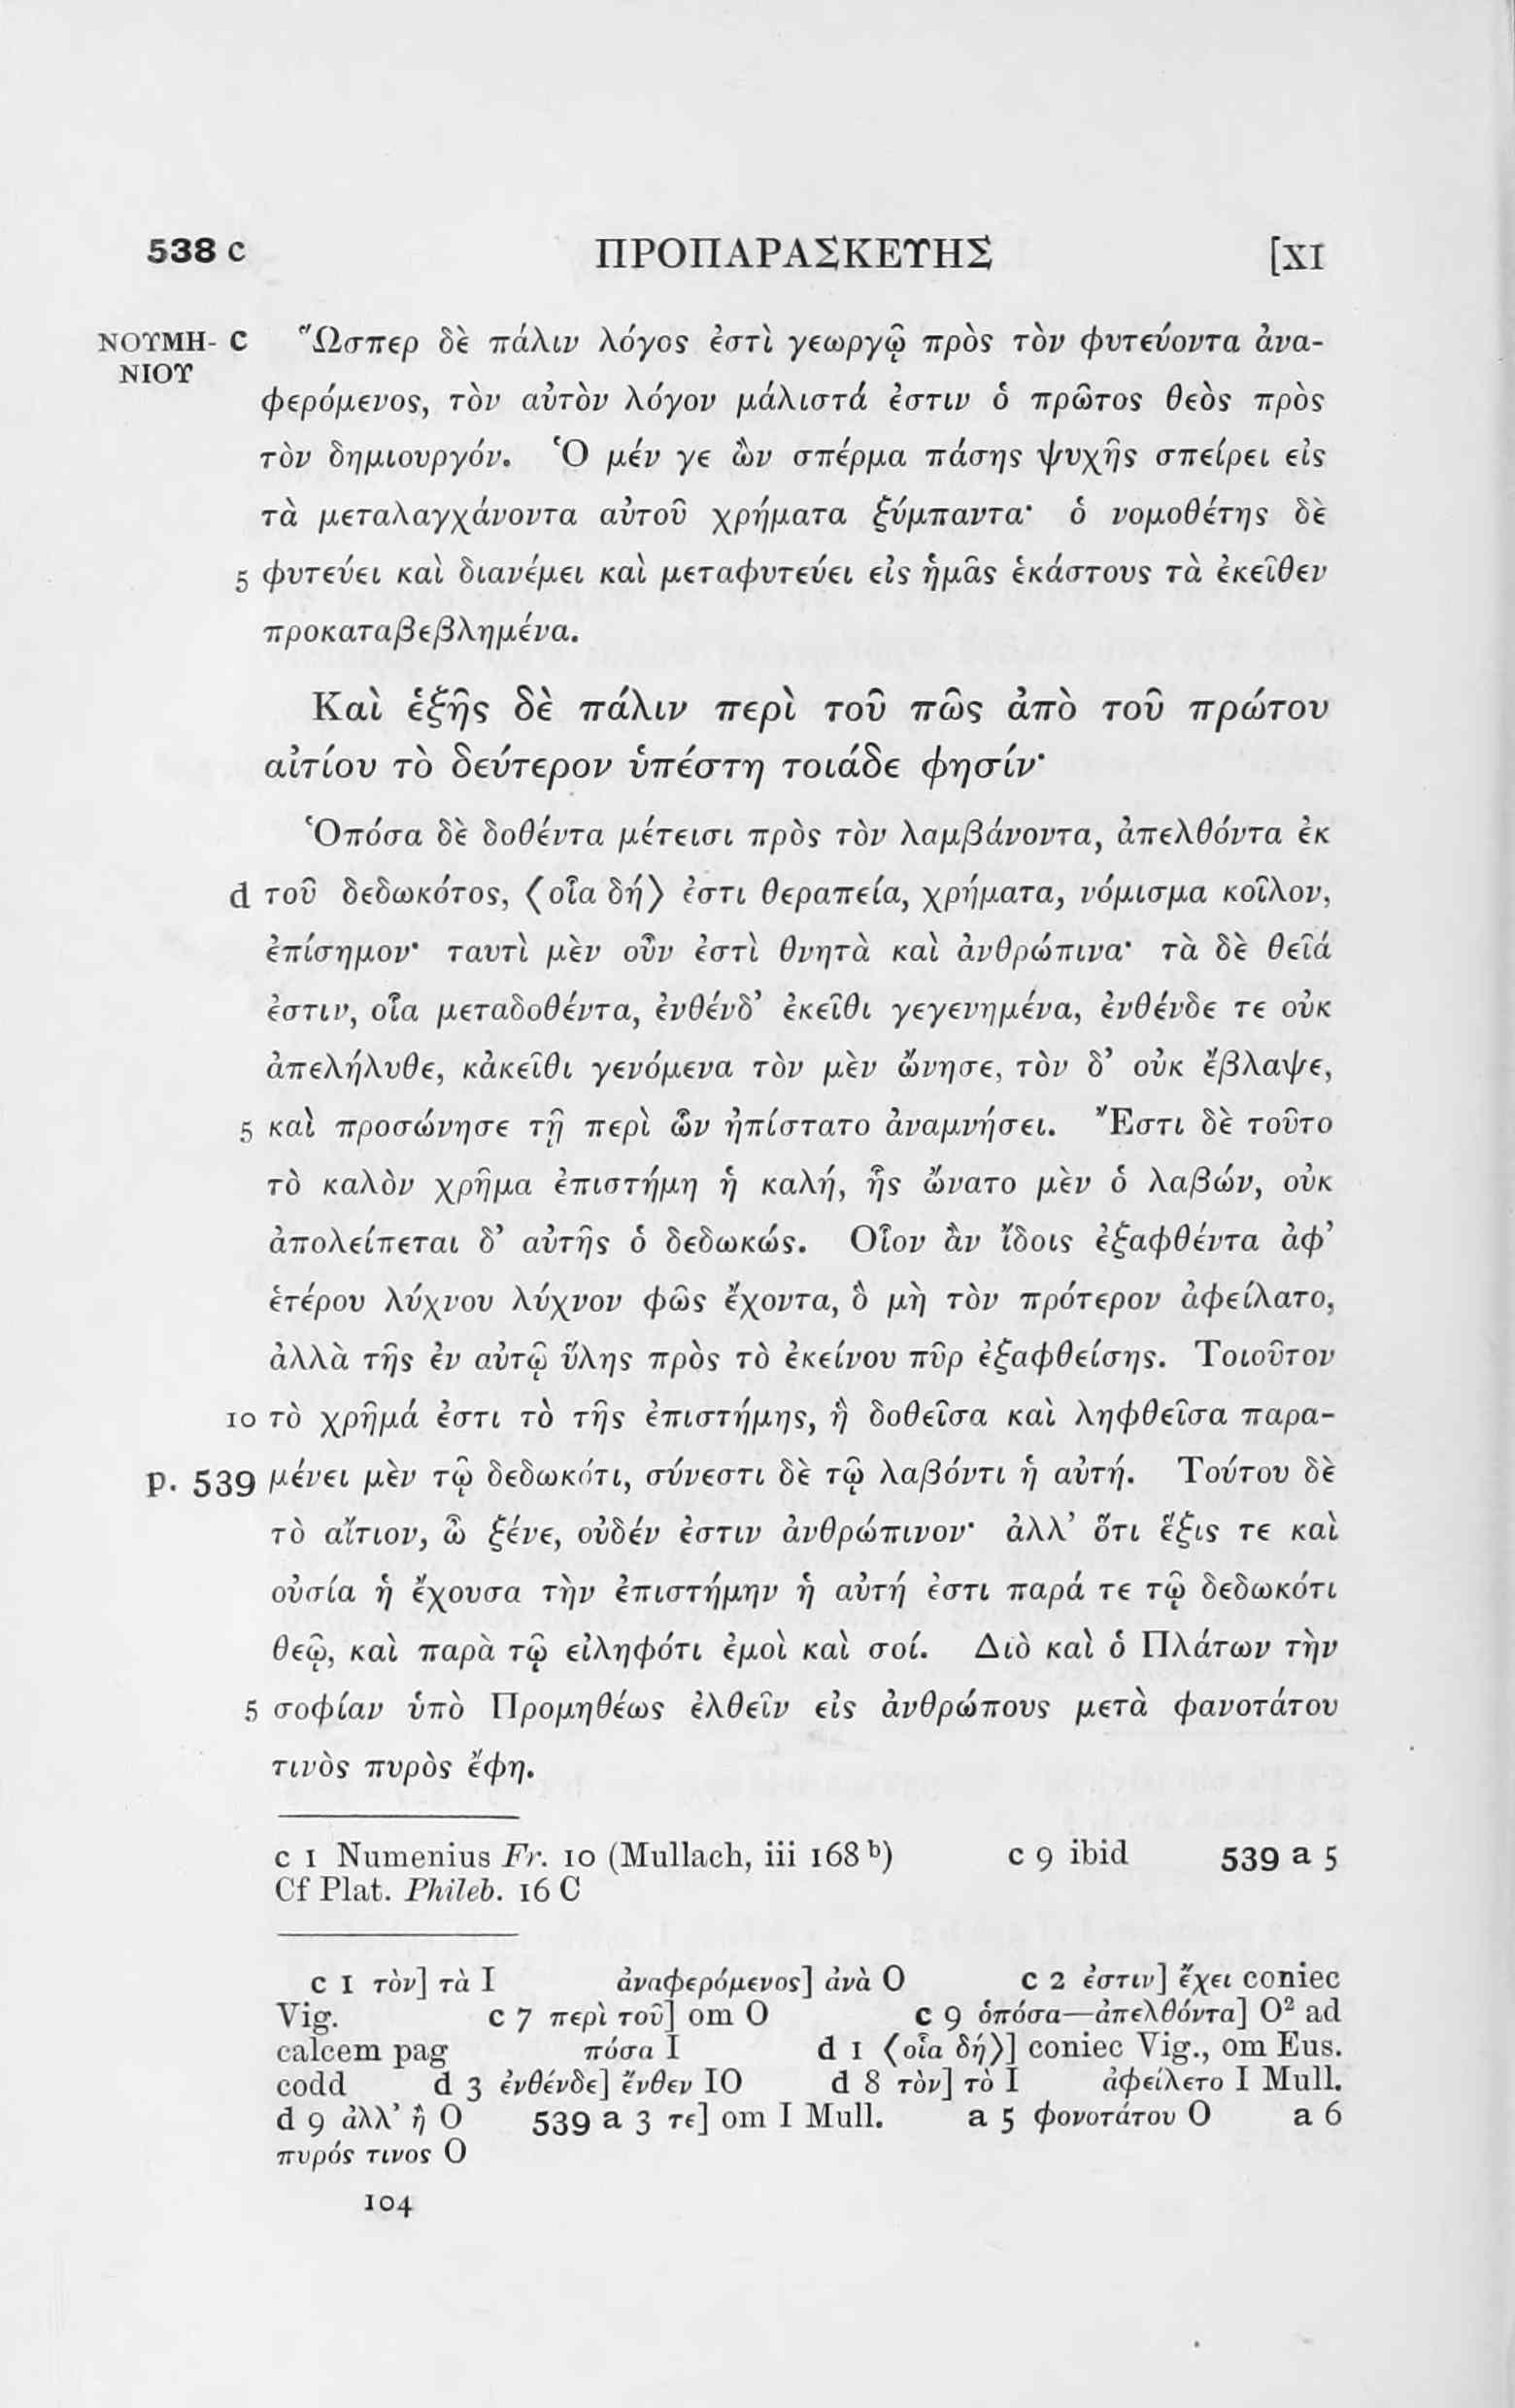 538 c ΠΡΟΠΑΡΑΣΚΕΥΗΣ [XI
ΝΟΥΜΗ- c Ὥσπερ δὲ πάλιν λόγος ἐστὶ γεωργῷ πρὸς τὸν φυτεύοντα ἀνα-
ΝΙΟΥ
φερόμενος, τὸν αὐτὸν λόγον μάλιστά ἐστιν ὁ πρῶτος θεὸς πρὸς
τὸν δημιουργόν. Ὁ μέν γε ὢν σπέρμα πάσης ψυχῆς σπείρει εἰς
τὰ μεταλαγχάνοντα αὐτοῦ χρήματα ξύμπαντα· ὁ νομοθέτης δὲ
5 φυτεύει καὶ διανέμει καὶ μεταφυτεύει εἰς ἡμᾶς ἑκάστους τὰ ἐκεῖθεν
προκαταβεβλημένα.
Καὶ ἑξῆς δὲ πάλιν περὶ τοῦ πῶς ἀπὸ τοῦ πρώτου
αἰτίου τὸ δεύτερον ὑπέστη τοιάδε φησίν·
Ὁπόσα δὲ δοθέντα μέτεισι πρὸς τὸν λαμβάνοντα, ἀπελθόντα ἐκ
d τοῦ δεδωκότος, ⟨οἷα δή⟩ ἐστι θεραπεία, χρήματα, νόμισμα κοῖλον,
ἐπίσημον· ταυτὶ μὲν οὖν ἐστὶ θνητὰ καὶ ἀνθρώπινα· τὰ δὲ θεῖά
ἐστιν, οἷα μεταδοθέντα, ἐνθένδ’ ἐκεῖθι γεγενημένα, ἐνθένδε τε οὐκ
ἀπελήλυθε, κἀκεῖθι γενόμενα τὸν μὲν ὤνησε, τὸν δ’ οὐκ ἔβλαψε,
5 καὶ προσώνησε τῇ περὶ ὧν ἠπίστατο ἀναμνήσει. Ἔστι δὲ τοῦτο
τὸ καλὸν χρῆμα ἐπιστήμη ἡ καλή, ἧς ὤνατο μὲν ὁ λαβών, οὐκ
ἀπολείπεται δ’ αὐτῆς ὁ δεδωκώς. Οἷον ἂν ἴδοις ἐξαφθέντα ἀφ’
ἑτέρου λύχνου λύχνον φῶς ἔχοντα, ὃ μὴ τὸν πρότερον ἀφείλατο,
ἀλλὰ τῆς ἐν αὐτῷ ὕλης πρὸς τὸ ἐκείνου πῦρ ἐξαφθείσης. Τοιοῦτον
10 τὸ χρῆμά ἐστι τὸ τῆς ἐπιστήμης, ἣ δοθεῖσα καὶ ληφθεῖσα παρα-
p. 539 μένει μὲν τῷ δεδωκότι, σύνεστι δὲ τῷ λαβόντι ἡ αὐτή. Τούτου δὲ
τὸ αἴτιον, ὦ ξένε, οὐδέν ἐστιν ἀνθρώπινον· ἀλλ’ ὅτι ἕξις τε καὶ
οὐσία ἡ ἔχουσα τὴν ἐπιστήμην ἡ αὐτή ἐστι παρά τε τῷ δεδωκότι
θεῷ, καὶ παρὰ τῷ εἰληφότι ἐμοὶ καὶ σοί. Διὸ καὶ ὁ Πλάτων τὴν
5 σοφίαν ὑπὸ Προμηθέως ἐλθεῖν εἰς ἀνθρώπους μετὰ φανοτάτου
τινὸς πυρὸς ἔφη.
c 1 Numenius Fr. 10 (Mullach, iii 168 b) c 9 ibid 539 a 5
Cf Plat. Phileb. 16 C
c 1 τὸν] τὰ I ἀναφερόμενος] ἀνὰ O c 2 ἐστιν] ἔχει coniec
Vig. c 7 περὶ τοῦ] om O c 9 ὁπόσα—ἀπελθόντα] O² ad
calcem pag πόσα I d 1 ⟨οἷα δή⟩] coniec Vig., om Eus.
codd d 3 ἐνθένδε] ἔνθεν IO d 8 τὸν] τὸ I ἀφείλετο I Mull.
d 9 ἀλλ’ ἢ O 539 a 3 τε] om I Mull. a 5 φονοτάτου O a 6
πυρός τινος O
104